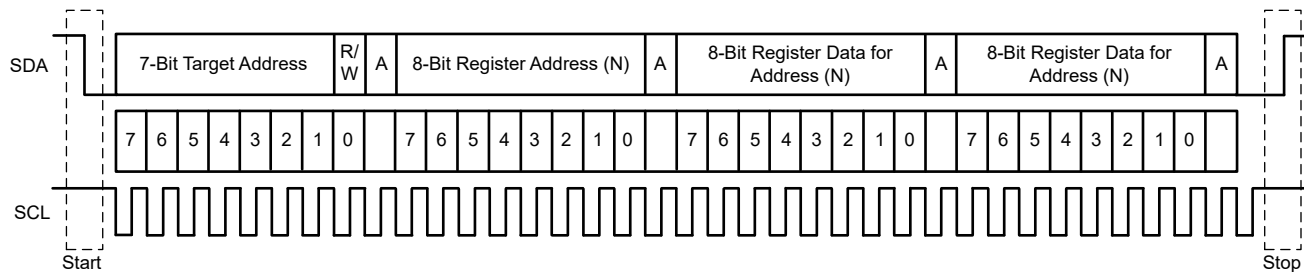 SDA
7-Bit Target Address
R/
W
A
8-Bit Register Address (N)
A
8-Bit Register Data for
Address (N)
A
8-Bit Register Data for
Address (N)
A
7 6 5 4 3 2 1 0 7 6 5 4 3 2 1 0 7 6 5 4 3 2 1 0 7 6 5 4 3 2 1 0
SCL
Start
Stop